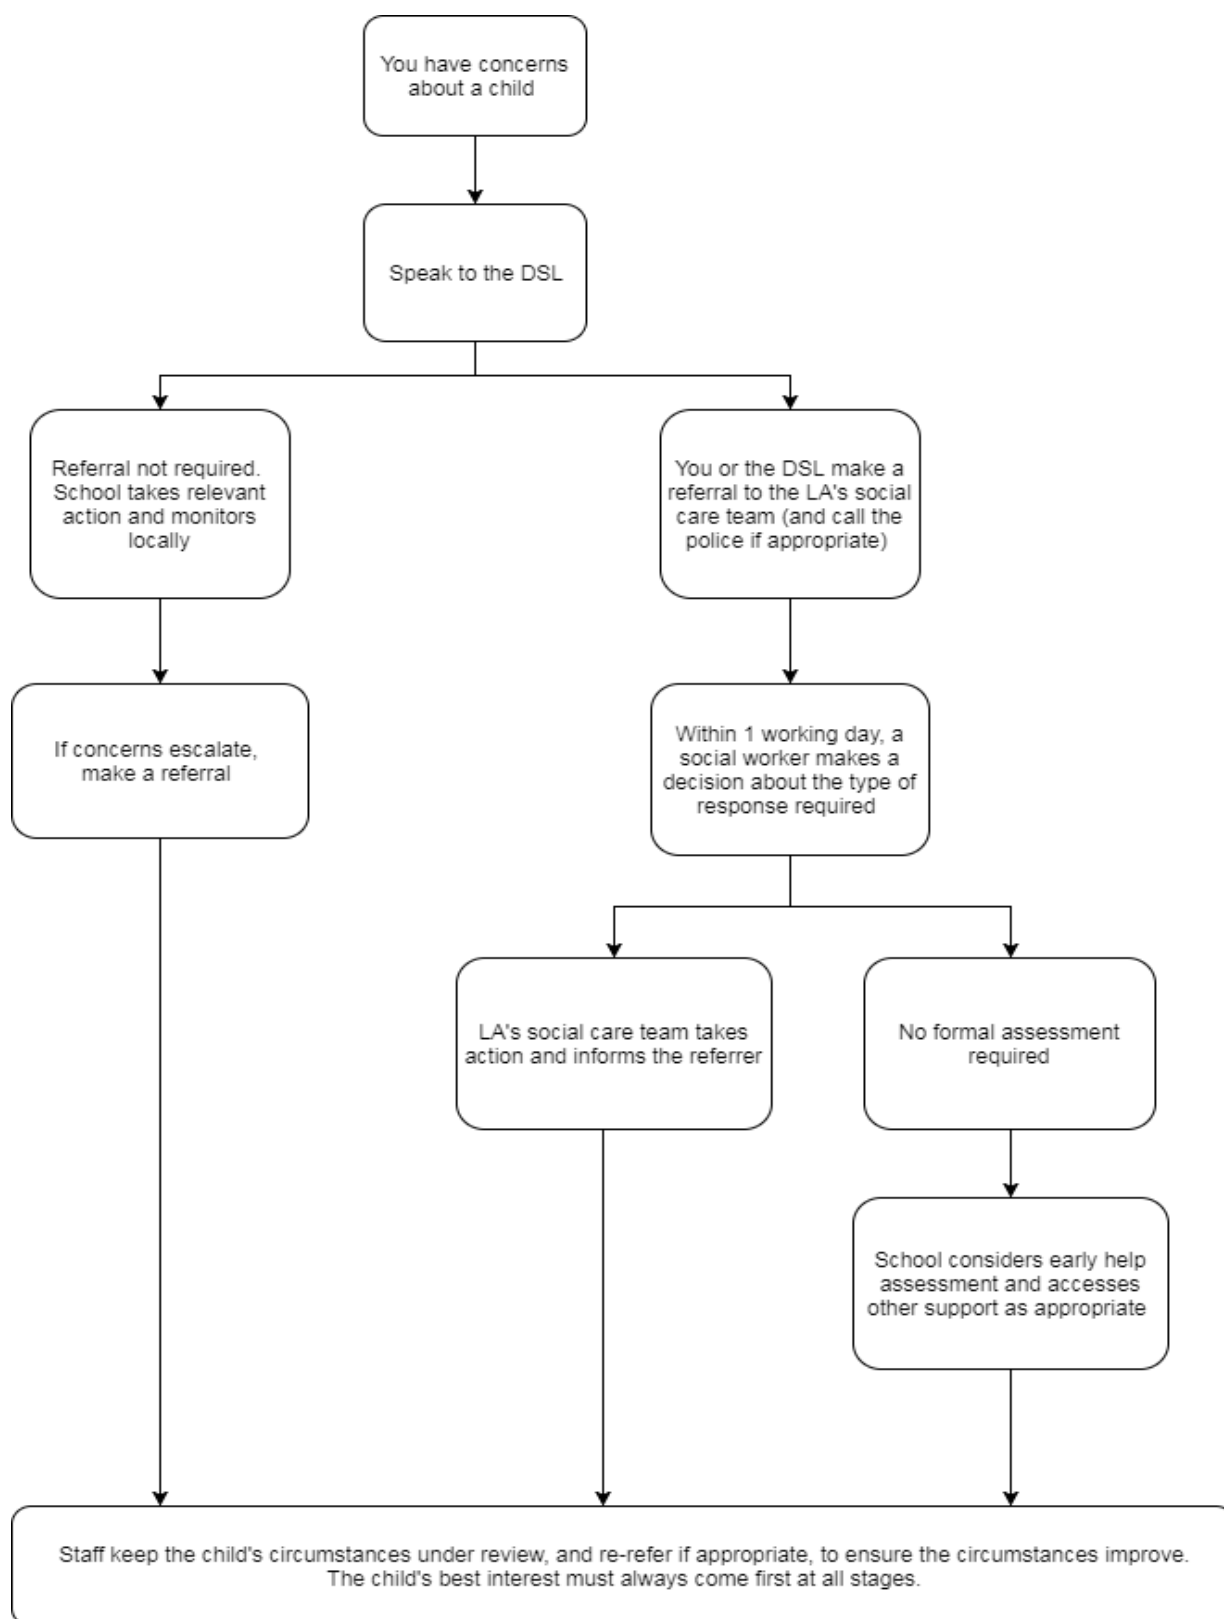 You have concerns
about a child
Speak to the DSL
Referral not required.
School takes relevant
action and monitors
locally
You or the DSL make a
referral to the LA's social
care team (and call the
police if appropriate)
If concerns escalate,
make a referral
Within 1 working day, a
social worker makes a
decision about the type of
response required
LA's social care team takes
action and informs the referrer
No formal assessment
required
School considers early help
assessment and accesses
other support as appropriate
Staff keep the child's circumstances under review, and re-refer if appropriate, to ensure the circumstances improve.
The child's best interest must always come first at all stages.